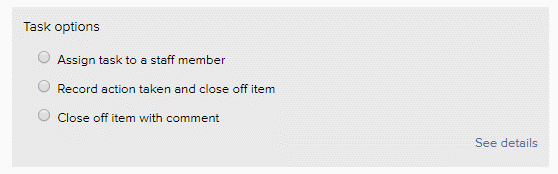 Task options
Assign task to a staff member
Record action taken and close off item
Close off item with comment
See details